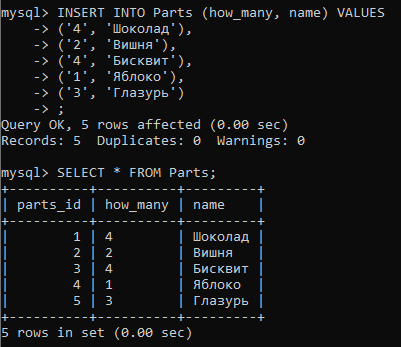 mysql> INSERT INTO Parts (how_many, name) VALUES
    -> ('4', 'Шоколад'),
    -> ('2', 'Вишня'),
    -> ('4', 'Бисквит'),
    -> ('1', 'Яблоко'),
    -> ('3', 'Глазурь')
    -> ;
Query OK, 5 rows affected (0.00 sec)
Records: 5  Duplicates: 0  Warnings: 0
mysql> SELECT * FROM Parts;
+----------+----------+---------+
| parts_id | how_many | name    |
+----------+----------+---------+
|        1 | 4        | Шоколад |
|        2 | 2        | Вишня   |
|        3 | 4        | Бисквит |
|        4 | 1        | Яблоко  |
|        5 | 3        | Глазурь |
+----------+----------+---------+
5 rows in set (0.00 sec)